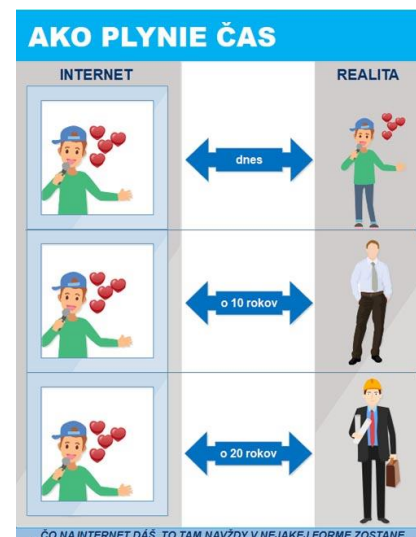 AKO PLYNIE ČAS
INTERNET
REALITA
dnes
o 10 rokov
o 20 rokov
ČO NA INTERNET DÁŠ, TO TAM NAVŽDY V NEJAKEJ FORME ZOSTANE